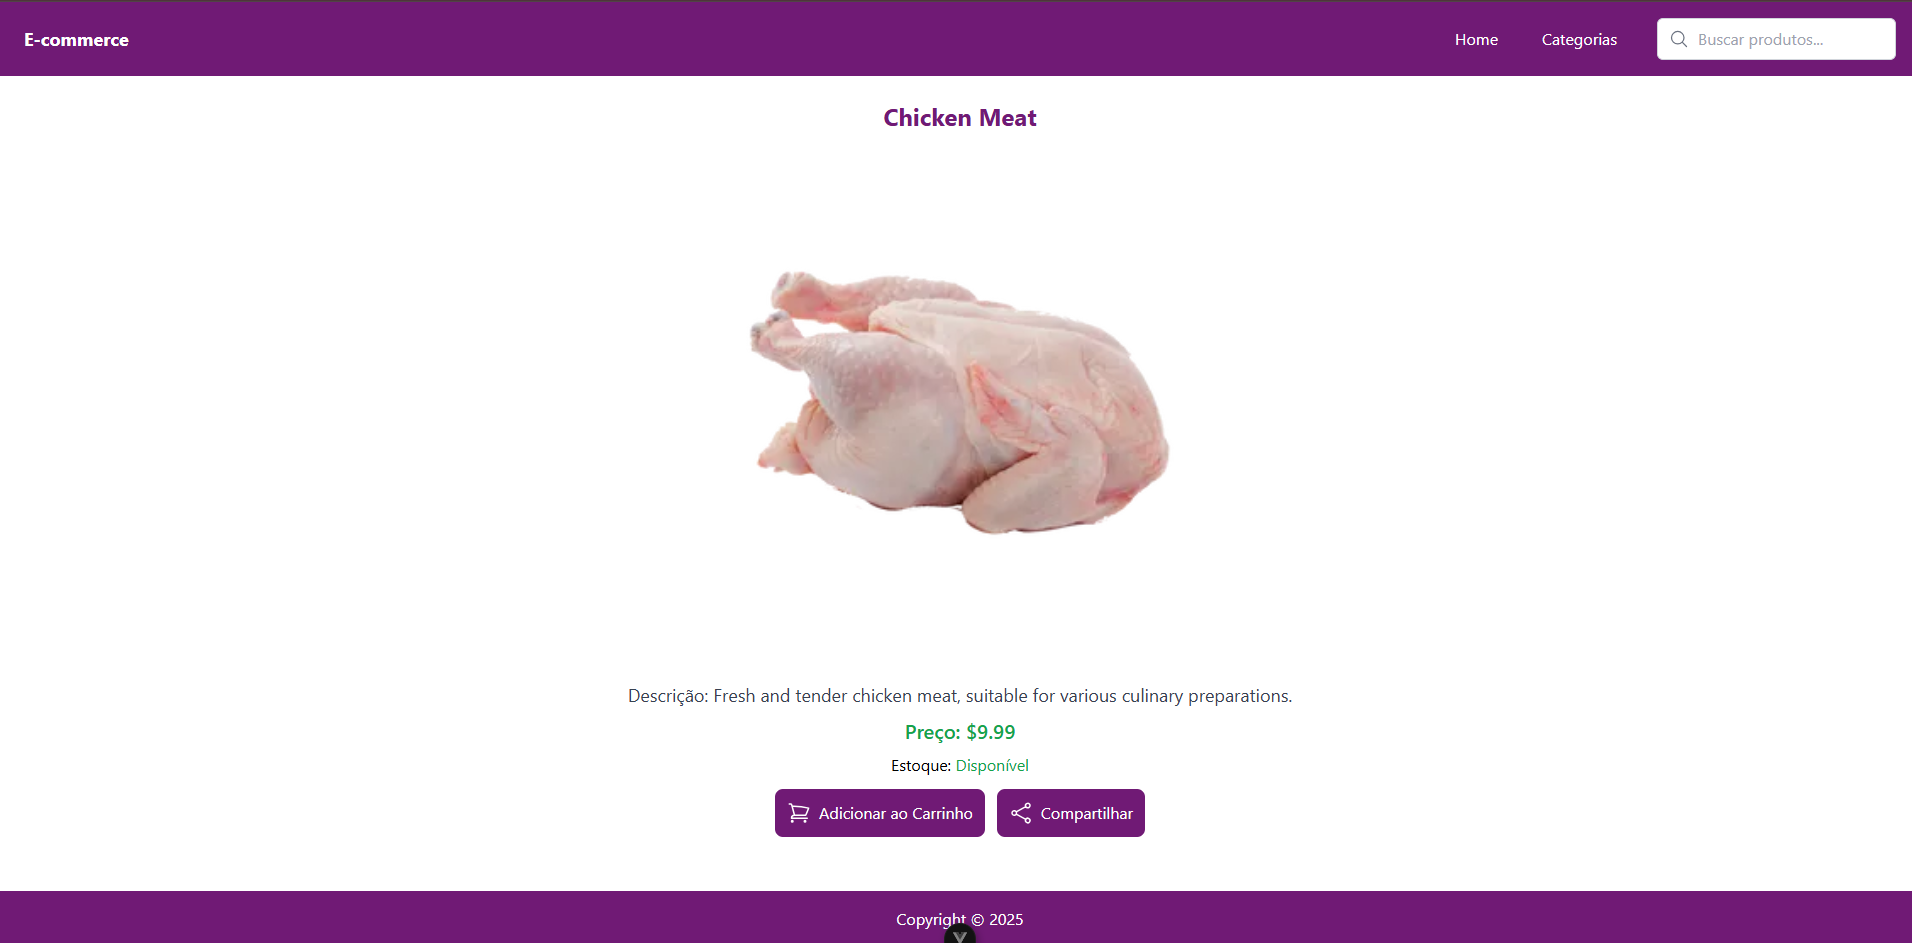 E-commerce
Home
Categorias
Buscar produtos...
Chicken Meat
Descrição: Fresh and tender chicken meat, suitable for various culinary preparations.
Preço: $9.99
Estoque: Disponível
Adicionar ao Carrinho
Compartilhar
Copyright © 2025